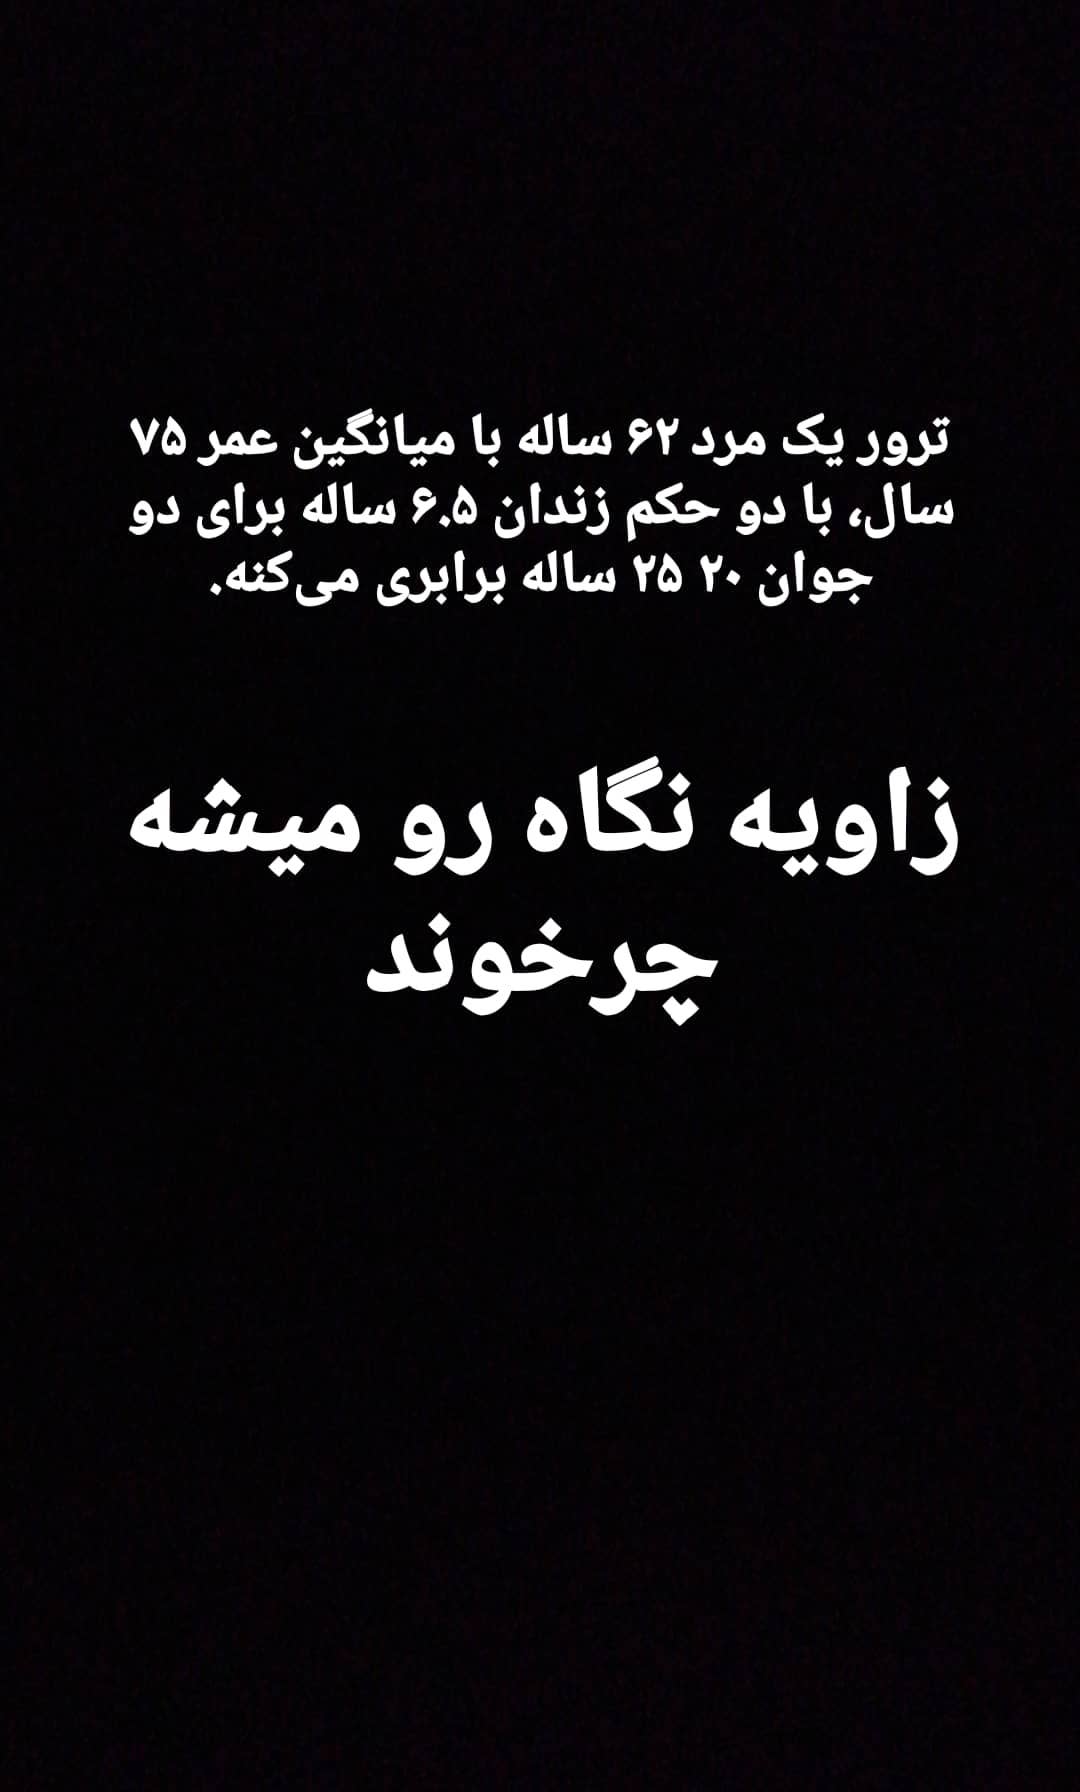 ترور یک مرد ۶۲ ساله با میانگین عمر ۷۵
سال، با دو حکم زندان ۶.۵ ساله برای دو
جوان ۲۰ ۲۵ ساله برابری می‌کنه.
زاویه نگاه رو میشه
چرخوند